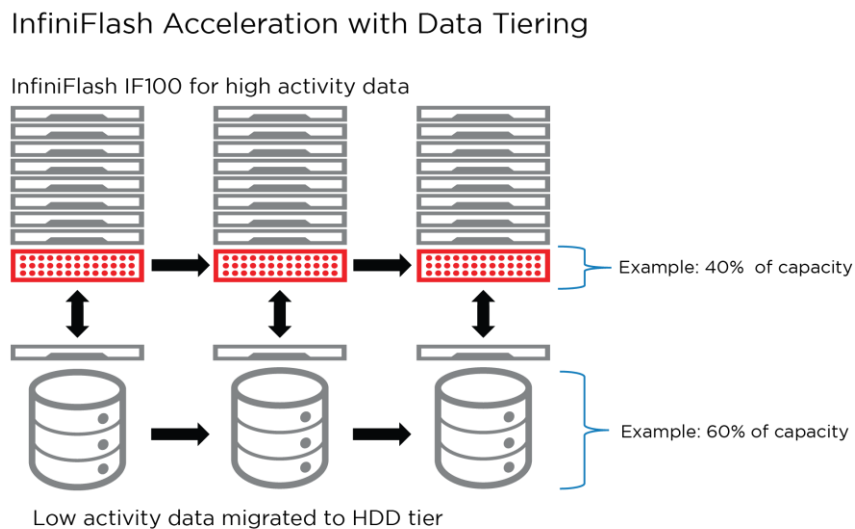 InfiniFlash Acceleration with Data Tiering
InfiniFlash IF100 for high activity data
Example: 40% of capacity
Example: 60% of capacity
Low activity data migrated to HDD tier